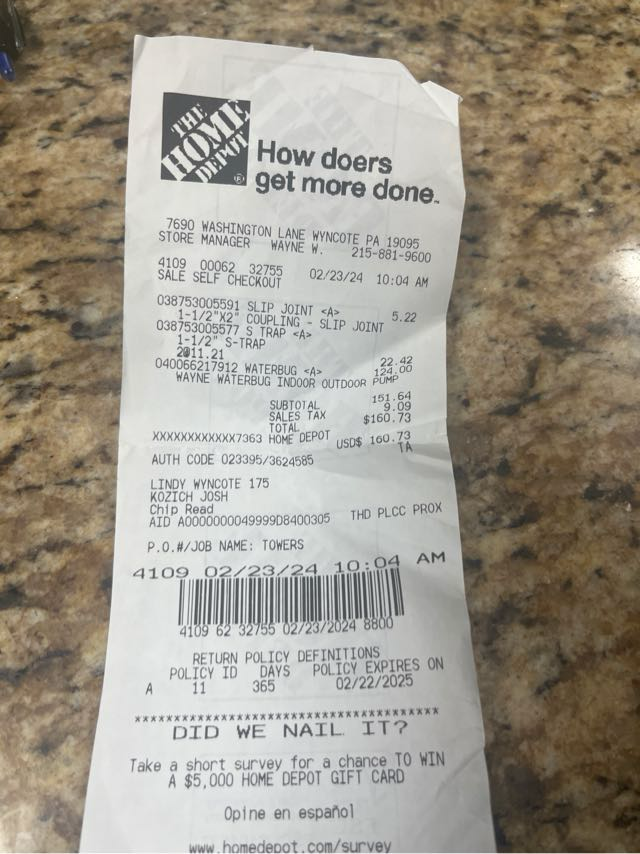 THE
HOME
DEPOT
®
How doers
get more done™
7690 WASHINGTON LANE WYNCOTE PA 19095
STORE MANAGER WAYNE W. 215-881-9600
4109 00062 32755 02/23/24 10:04 AM
SALE SELF CHECKOUT
038753005591 SLIP JOINT <A> 5.22
1-1/2"X2" COUPLING - SLIP JOINT
038753005577 S TRAP <A>
1-1/2" S-TRAP
2@11.21 22.42
040066217912 WATERBUG <A> 124.00
WAYNE WATERBUG INDOOR OUTDOOR PUMP
SUBTOTAL 151.64
SALES TAX 9.09
TOTAL $160.73
XXXXXXXXXXXX7363 HOME DEPOT USD$ 160.73
TA
AUTH CODE 023395/3624585
LINDY WYNCOTE 175
KOZICH JOSH
Chip Read
AID A0000000049999D8400305 THD PLCC PROX
P.O.#/JOB NAME: TOWERS
4109 02/23/24 10:04 AM
4109 62 32755 02/23/2024 8800
RETURN POLICY DEFINITIONS
POLICY ID DAYS POLICY EXPIRES ON
A 11 365 02/22/2025
****************************************
DID WE NAIL IT?
Take a short survey for a chance TO WIN
A $5,000 HOME DEPOT GIFT CARD
Opine en español
www.homedepot.com/survey